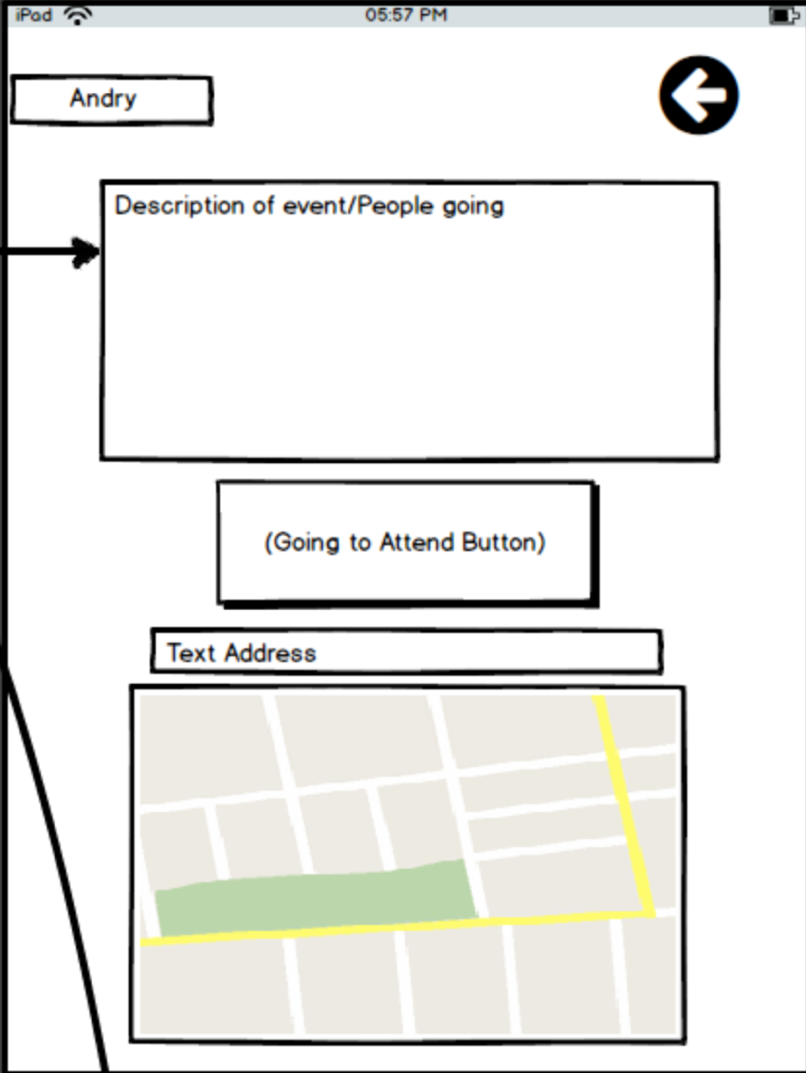 iPad 05:57 PM
Andry
Description of event/People going
(Going to Attend Button)
Text Address